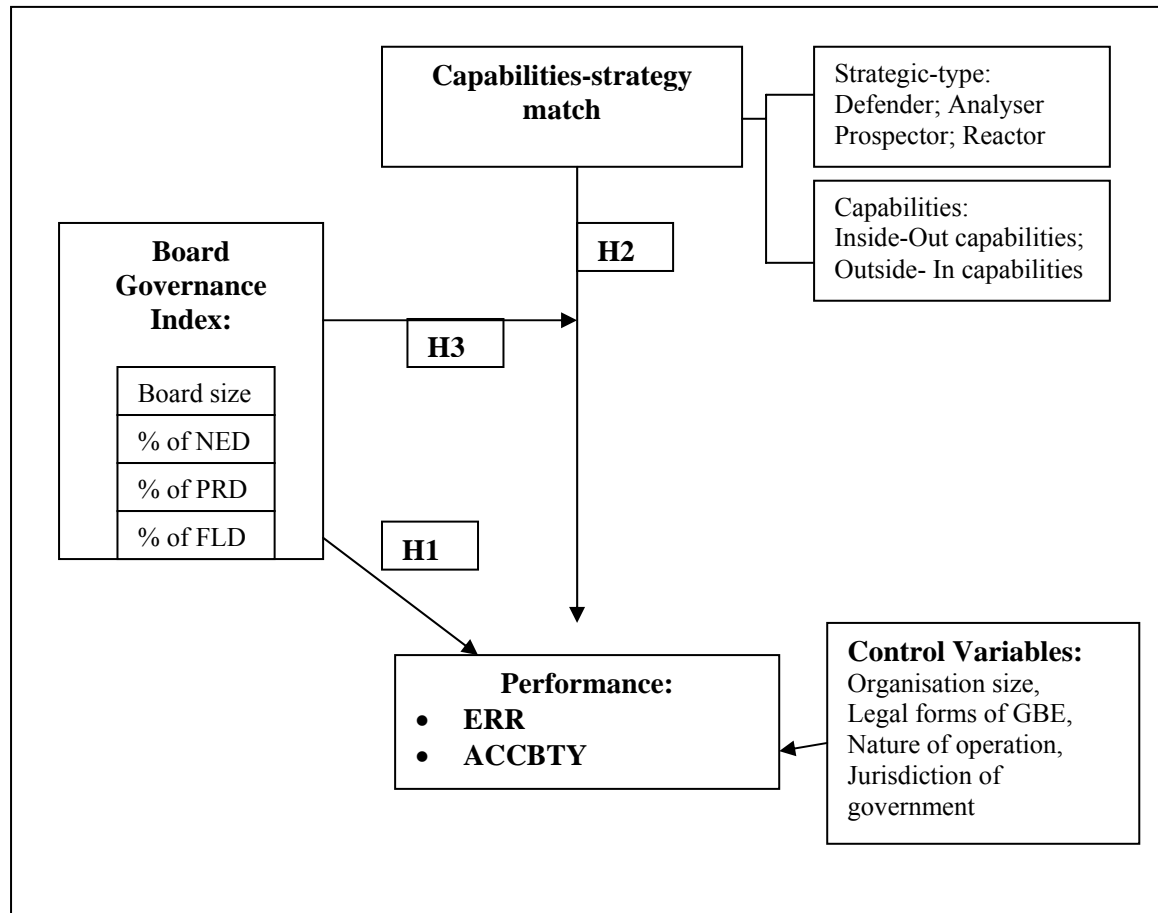 Capabilities-strategy
match
Strategic-type:
Defender; Analyser
Prospector; Reactor
Capabilities:
Inside-Out capabilities;
Outside- In capabilities
Board
Governance
Index:
Board size
% of NED
% of PRD
% of FLD
H2
H3
H1
Performance:
• ERR
• ACCBTY
Control Variables:
Organisation size,
Legal forms of GBE,
Nature of operation,
Jurisdiction of
government